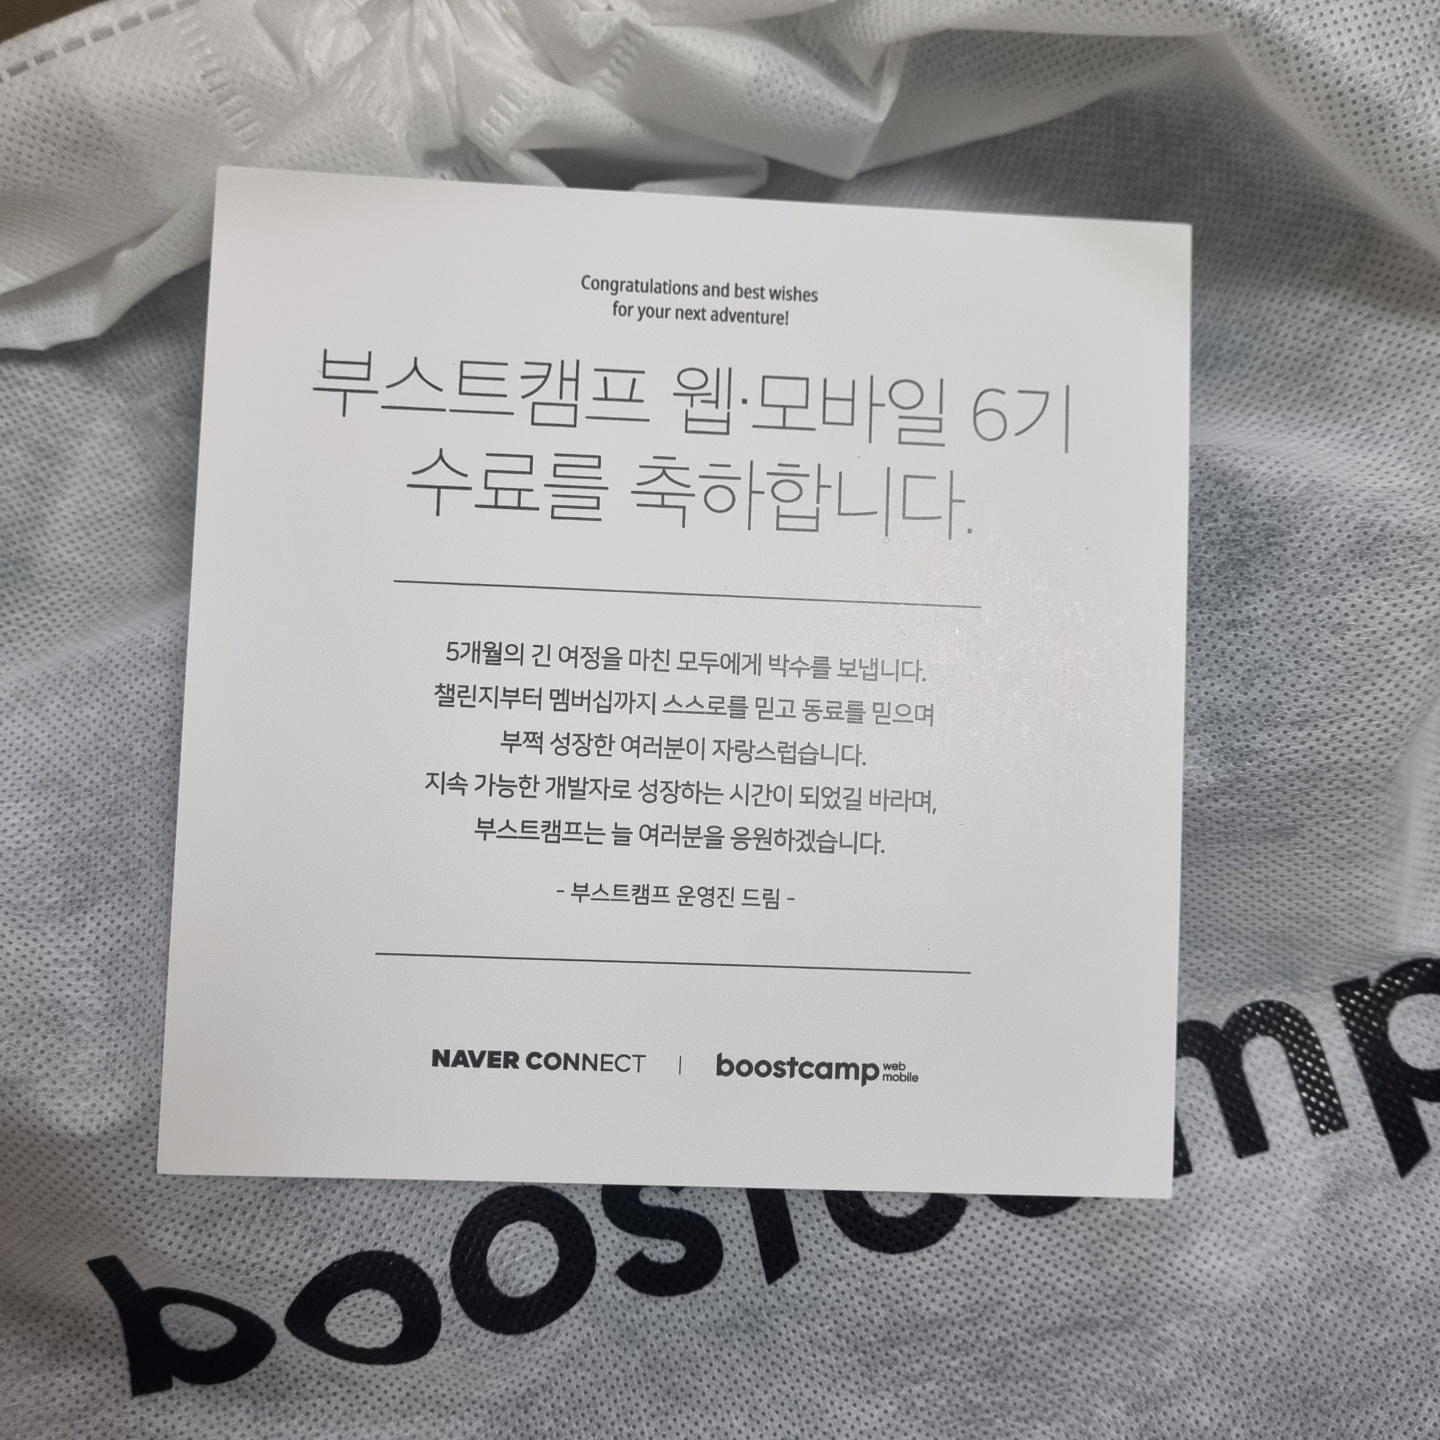 Congratulations and best wishes
for your next adventure!
부스트캠프 웹·모바일 6기
수료를 축하합니다.
5개월의 긴 여정을 마친 모두에게 박수를 보냅니다.
챌린지부터 멤버십까지 스스로를 믿고 동료를 믿으며
부쩍 성장한 여러분이 자랑스럽습니다.
지속 가능한 개발자로 성장하는 시간이 되었길 바라며,
부스트캠프는 늘 여러분을 응원하겠습니다.
- 부스트캠프 운영진 드림 -
NAVER CONNECT | boostcamp web mobile
boostcamp